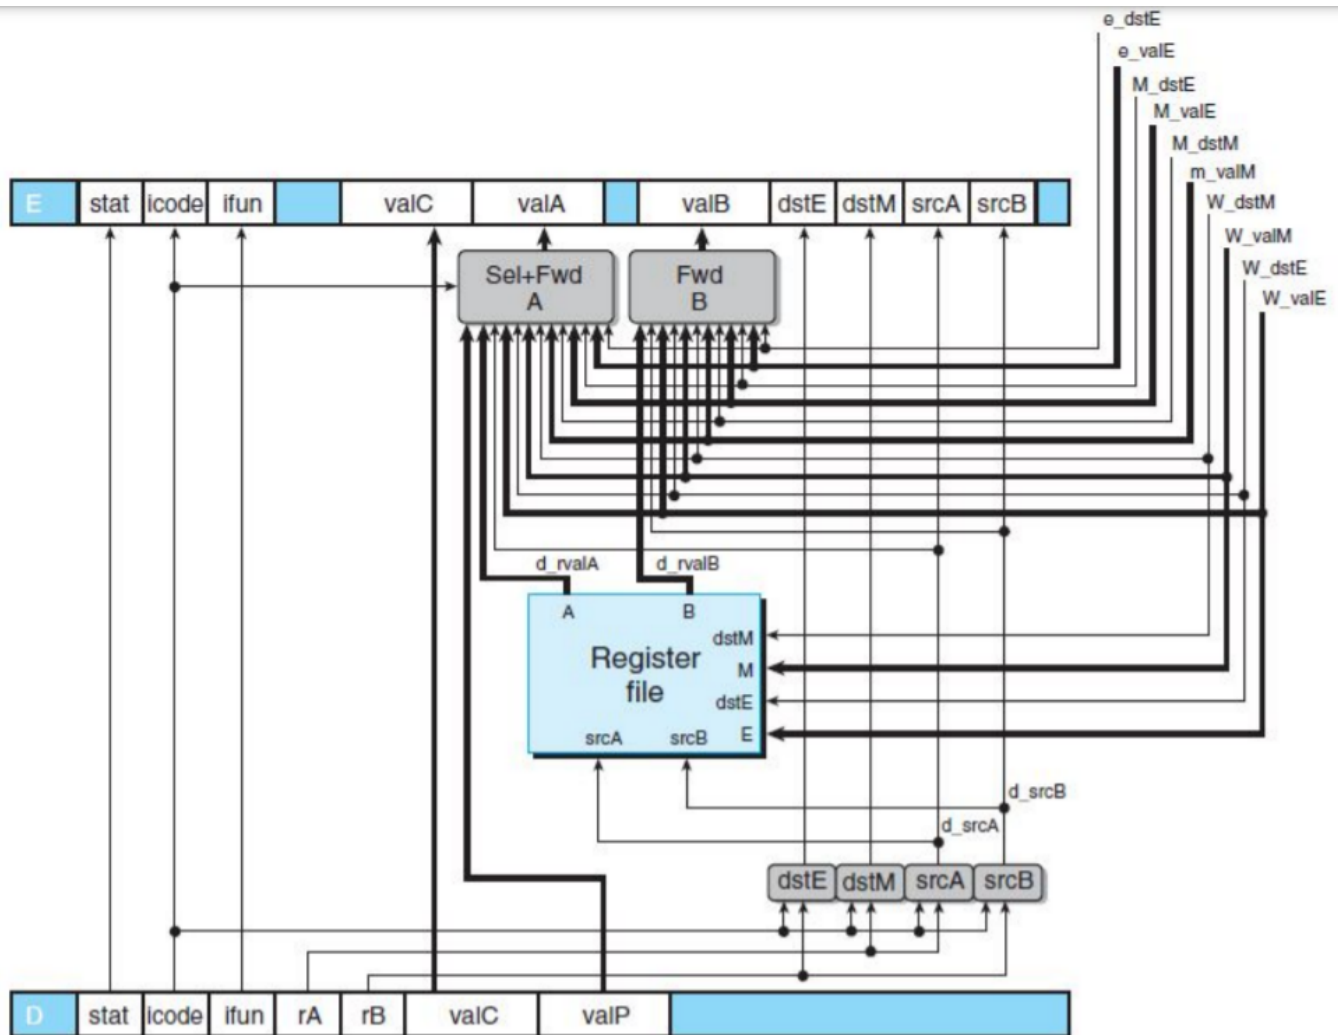 e_dstE
e_valE
M_dstE
M_valE
M_dstM
m_valM
W_dstM
W_valM
W_dstE
W_valE
E stat icode ifun valC valA valB dstE dstM srcA srcB
Sel+Fwd
A
Fwd
B
d_rvalA d_rvalB
A B
dstM
Register
file
M
dstE
E
srcA srcB
d_srcB
d_srcA
dstE dstM srcA srcB
D stat icode ifun rA rB valC valP